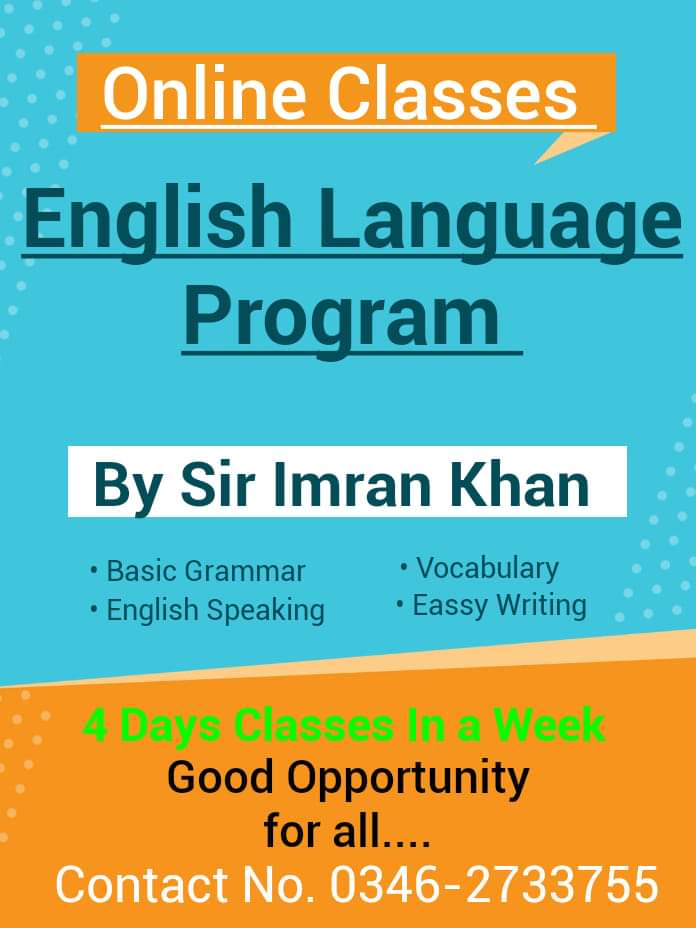 Online Classes
English Language
Program
By Sir Imran Khan
• Basic Grammar
• Vocabulary
• English Speaking
• Eassy Writing
4 Days Classes In a Week
Good Opportunity
for all....
Contact No. 0346-2733755